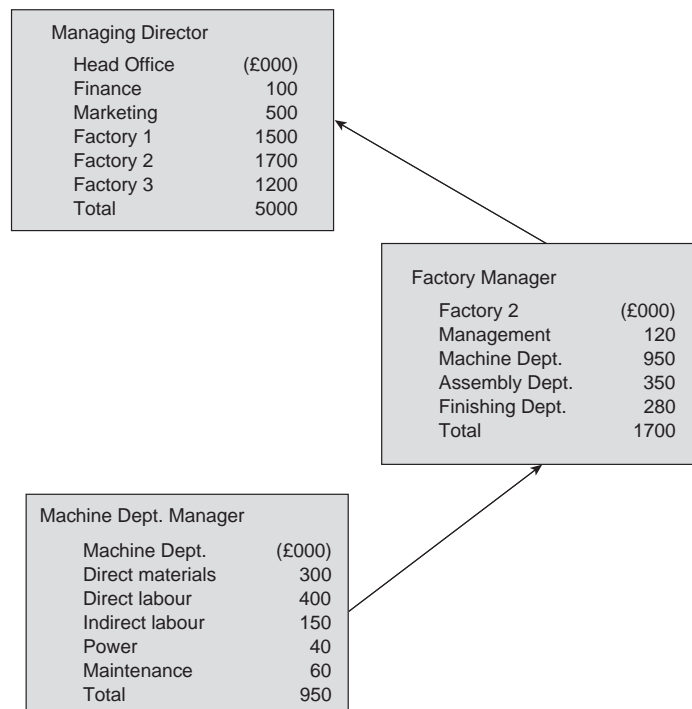 Managing Director
Head Office (£000)
Finance 100
Marketing 500
Factory 1 1500
Factory 2 1700
Factory 3 1200
Total 5000
Factory Manager
Factory 2 (£000)
Management 120
Machine Dept. 950
Assembly Dept. 350
Finishing Dept. 280
Total 1700
Machine Dept. Manager
Machine Dept. (£000)
Direct materials 300
Direct labour 400
Indirect labour 150
Power 40
Maintenance 60
Total 950